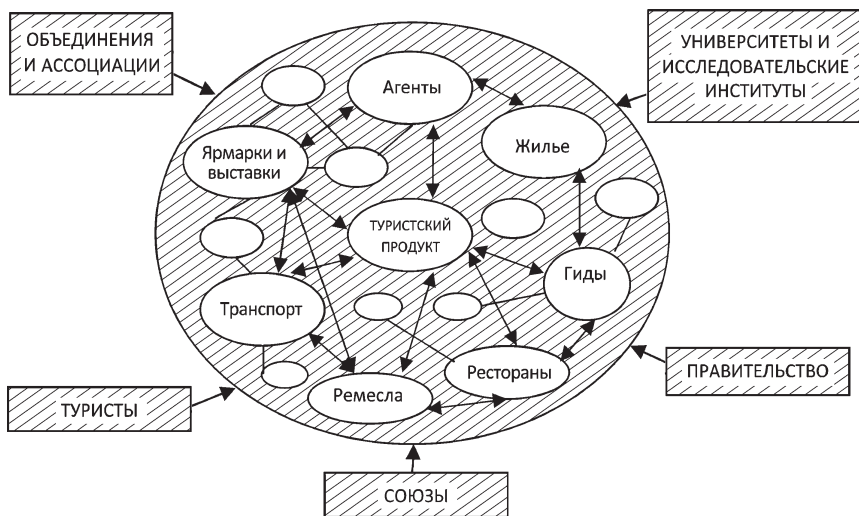 ОБЪЕДИНЕНИЯ
И АССОЦИАЦИИ
УНИВЕРСИТЕТЫ И
ИССЛЕДОВАТЕЛЬСКИЕ
ИНСТИТУТЫ
Агенты
Жилье
Ярмарки и
выставки
ТУРИСТСКИЙ
ПРОДУКТ
Гиды
Транспорт
Рестораны
Ремесла
ПРАВИТЕЛЬСТВО
ТУРИСТЫ
СОЮЗЫ